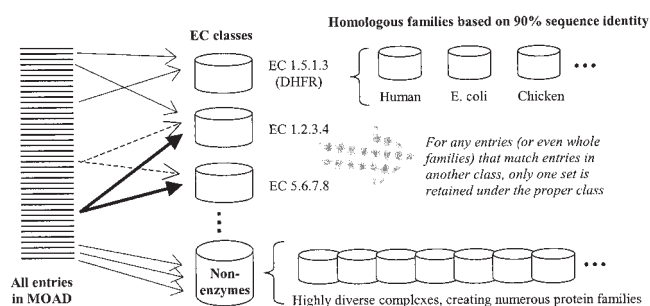 Homologous families based on 90% sequence identity
EC classes
EC 1.5.1.3
(DHFR)
Human
E. coli
Chicken
EC 1.2.3.4
For any entries (or even whole
families) that match entries in
another class, only one set is
retained under the proper class
EC 5.6.7.8
All entries
in MOAD
Non-
enzymes
Highly diverse complexes, creating numerous protein families